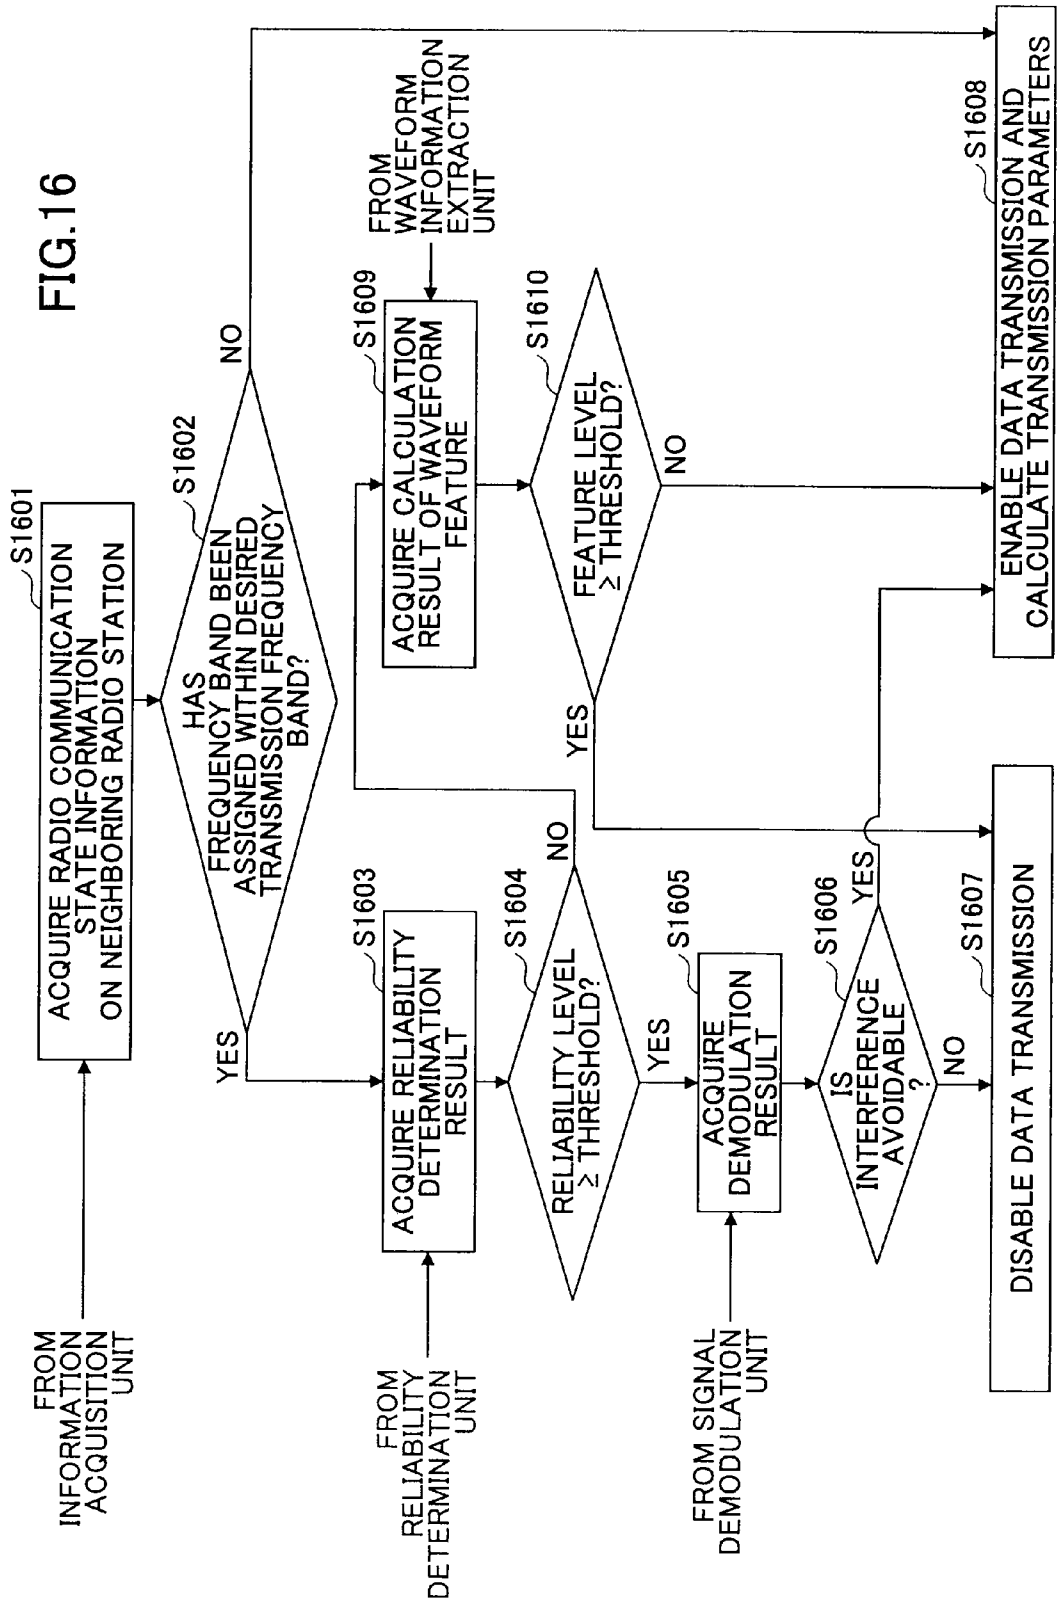 FIG.16
FROM
INFORMATION
ACQUISITION
UNIT
S1601
ACQUIRE RADIO COMMUNICATION
STATE INFORMATION
ON NEIGHBORING RADIO STATION
S1602
HAS
FREQUENCY BAND BEEN
ASSIGNED WITHIN DESIRED
TRANSMISSION FREQUENCY
BAND?
YES
NO
FROM
RELIABILITY
DETERMINATION
UNIT
S1603
ACQUIRE RELIABILITY
DETERMINATION
RESULT
S1604
RELIABILITY LEVEL
≥ THRESHOLD?
NO
YES
FROM SIGNAL
DEMODULATION
UNIT
S1605
ACQUIRE
DEMODULATION
RESULT
S1606
IS
INTERFERENCE
AVOIDABLE
?
YES
NO
S1607
DISABLE DATA TRANSMISSION
FROM
WAVEFORM
INFORMATION
EXTRACTION
UNIT
S1609
ACQUIRE CALCULATION
RESULT OF WAVEFORM
FEATURE
S1610
FEATURE LEVEL
≥ THRESHOLD?
YES
NO
S1608
ENABLE DATA TRANSMISSION AND
CALCULATE TRANSMISSION PARAMETERS